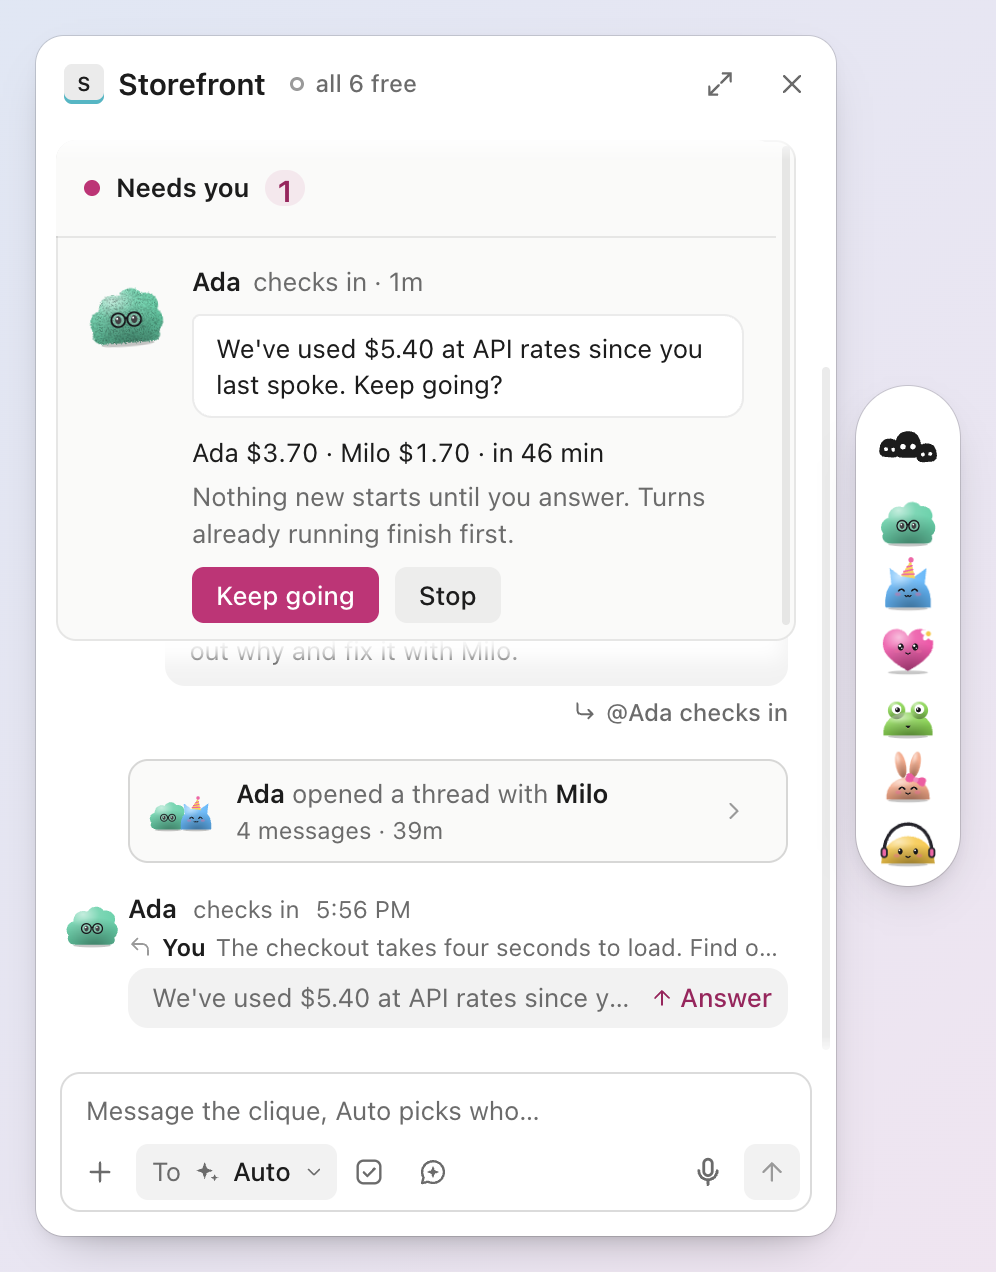 S Storefront all 6 free
Needs you 1
Ada checks in · 1m
We've used $5.40 at API rates since you
last spoke. Keep going?
Ada $3.70 · Milo $1.70 · in 46 min
Nothing new starts until you answer. Turns
already running finish first.
Keep going Stop
out why and fix it with Milo.
@Ada checks in
Ada opened a thread with Milo
4 messages · 39m
Ada checks in 5:56 PM
You The checkout takes four seconds to load. Find o...
We've used $5.40 at API rates since y... Answer
Message the clique, Auto picks who...
To Auto